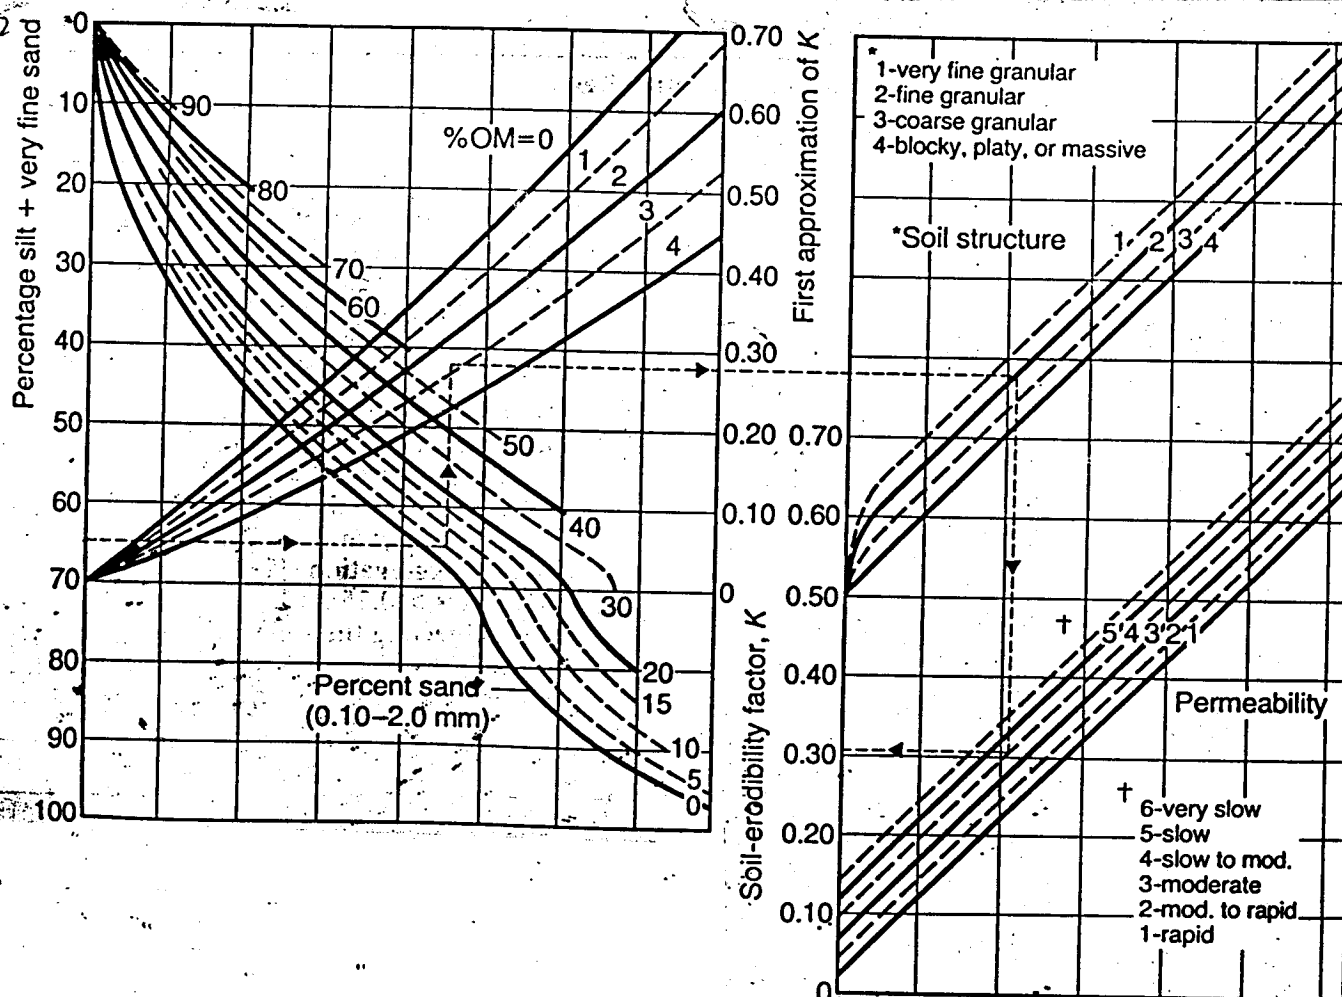 Percentage silt + very fine sand
0
10
20
30
40
50
60
70
80
90
100
90
80
70
60
50
40
30
20
15
10
5
0
%OM=0
1
2
3
4
Percent sand
(0.10–2.0 mm)
0.70
0.60
0.50
0.40
0.30
0.20
0.10
0
First approximation of K
*
1-very fine granular
2-fine granular
3-coarse granular
4-blocky, platy, or massive
*Soil structure
1 2 3 4
0.70
0.60
0.50
0.40
0.30
0.20
0.10
0
Soil-erodibility factor, K
†
5 4 3 2 1
Permeability
†
6-very slow
5-slow
4-slow to mod.
3-moderate
2-mod. to rapid
1-rapid